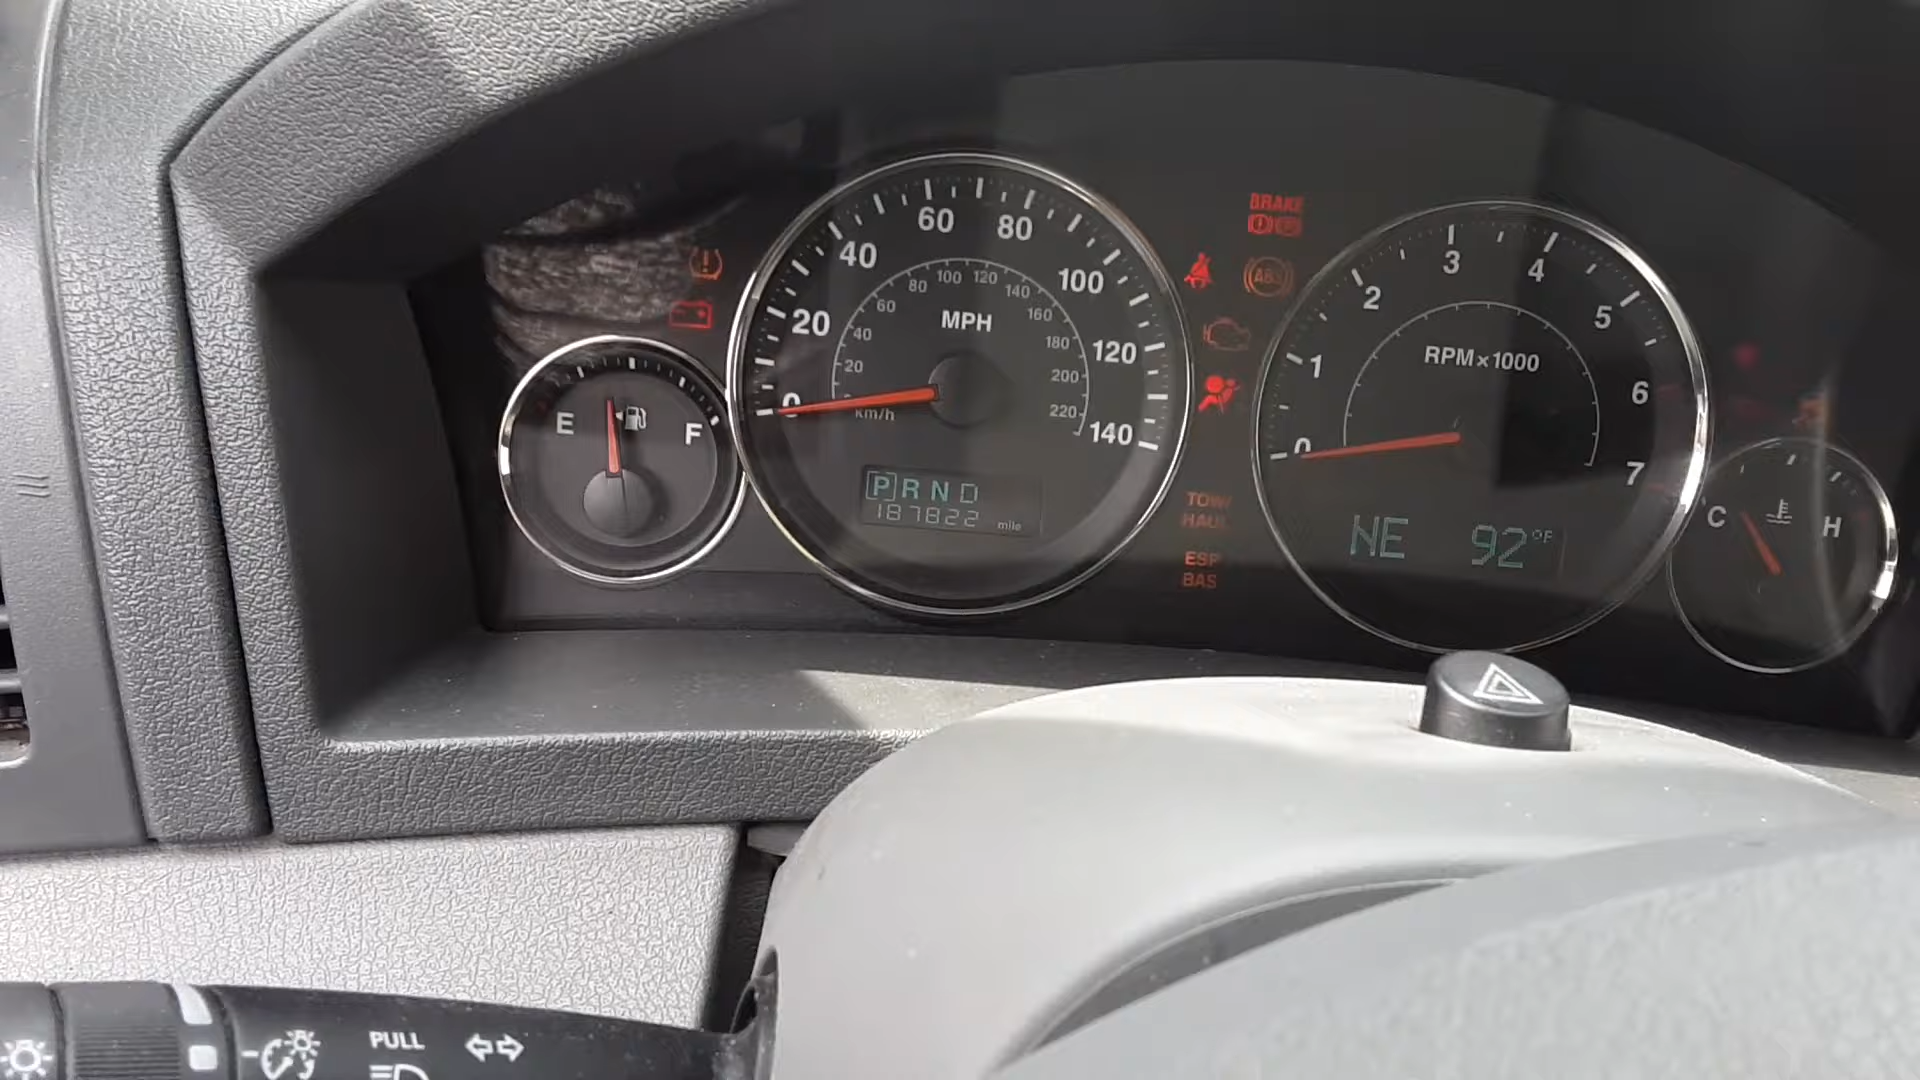 E
F
0
20
40
60
80
100
120
140
20
40
60
80
100
120
140
160
180
200
220
MPH
km/h
P R N D
187822 mile
BRAKE
ABS
TOW/
HAUL
ESP
BAS
0
1
2
3
4
5
6
7
RPM×1000
NE 92°F
C
H
PULL